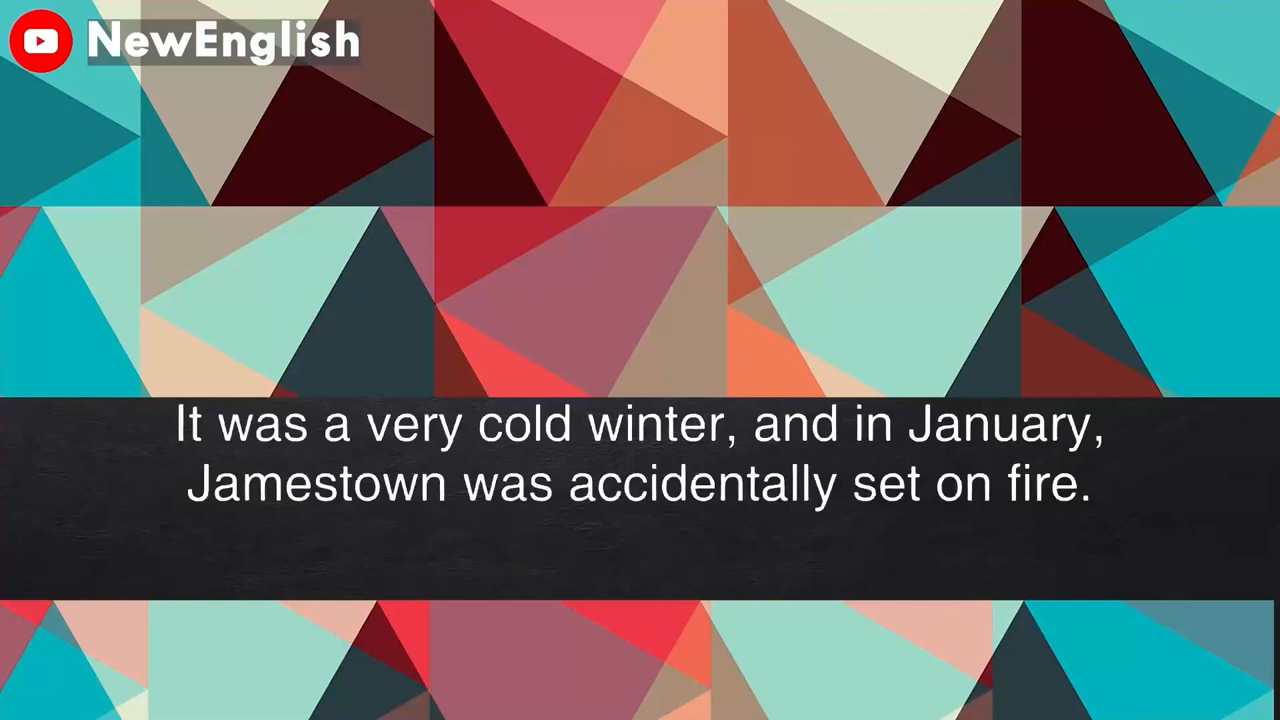 NewEnglish
It was a very cold winter, and in January,
Jamestown was accidentally set on fire.